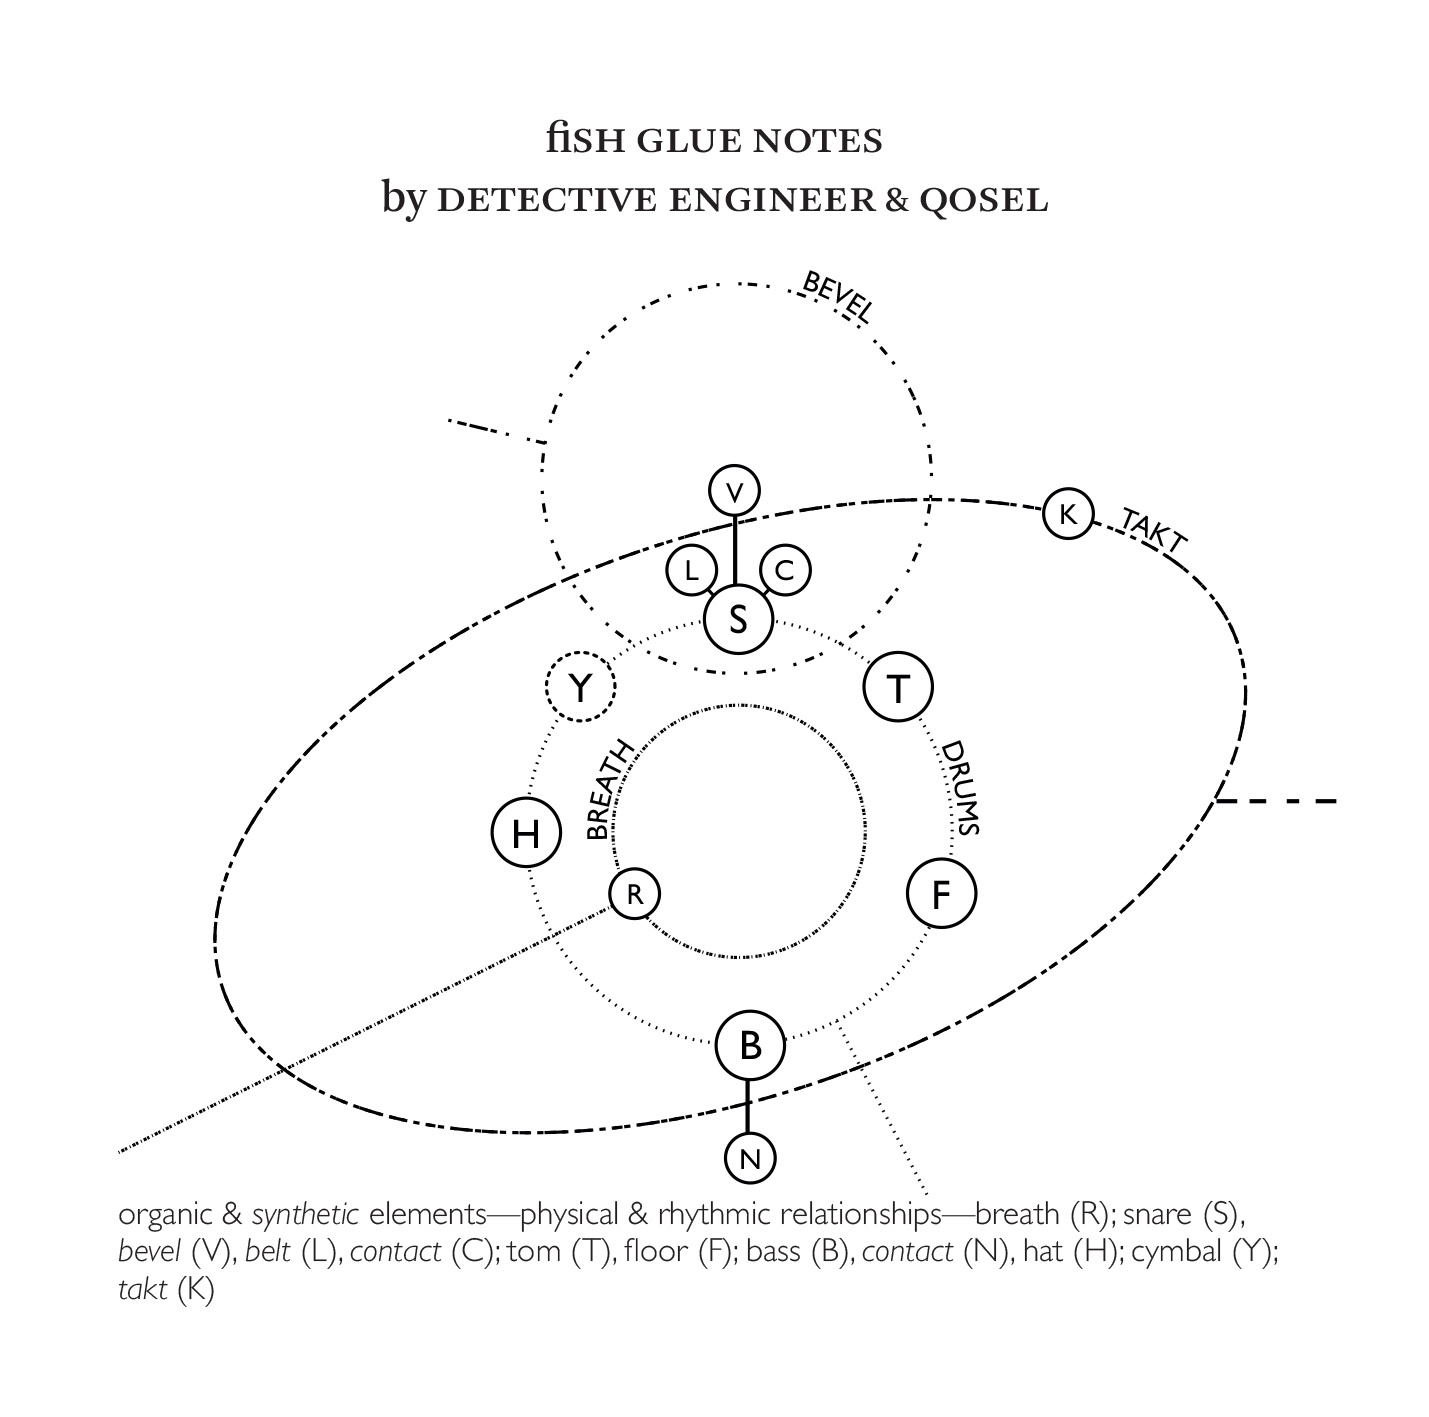 fiSH GLUE NOTES
by DETECTIVE ENGINEER & QOSEL
BEVEL
V
K
TAKT
L
C
S
Y
T
BREATH
DRUMS
H
R
F
B
N
organic & synthetic elements—physical & rhythmic relationships—breath (R); snare (S),
bevel (V), belt (L), contact (C); tom (T), floor (F); bass (B), contact (N), hat (H); cymbal (Y);
takt (K)